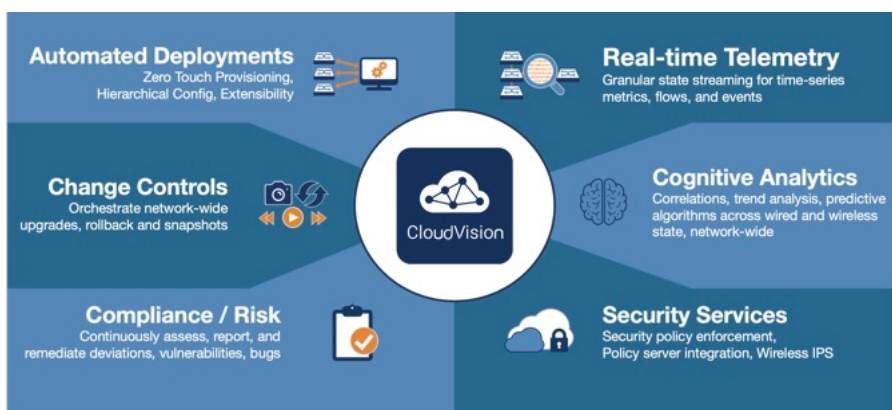 Automated Deployments
Zero Touch Provisioning,
Hierarchical Config, Extensibility
Real-time Telemetry
Granular state streaming for time-series
metrics, flows, and events
Change Controls
Orchestrate network-wide
upgrades, rollback and snapshots
CloudVision
Cognitive Analytics
Correlations, trend analysis, predictive
algorithms across wired and wireless
state, network-wide
Compliance / Risk
Continuously assess, report, and
remediate deviations, vulnerabilities, bugs
Security Services
Security policy enforcement,
Policy server integration, Wireless IPS